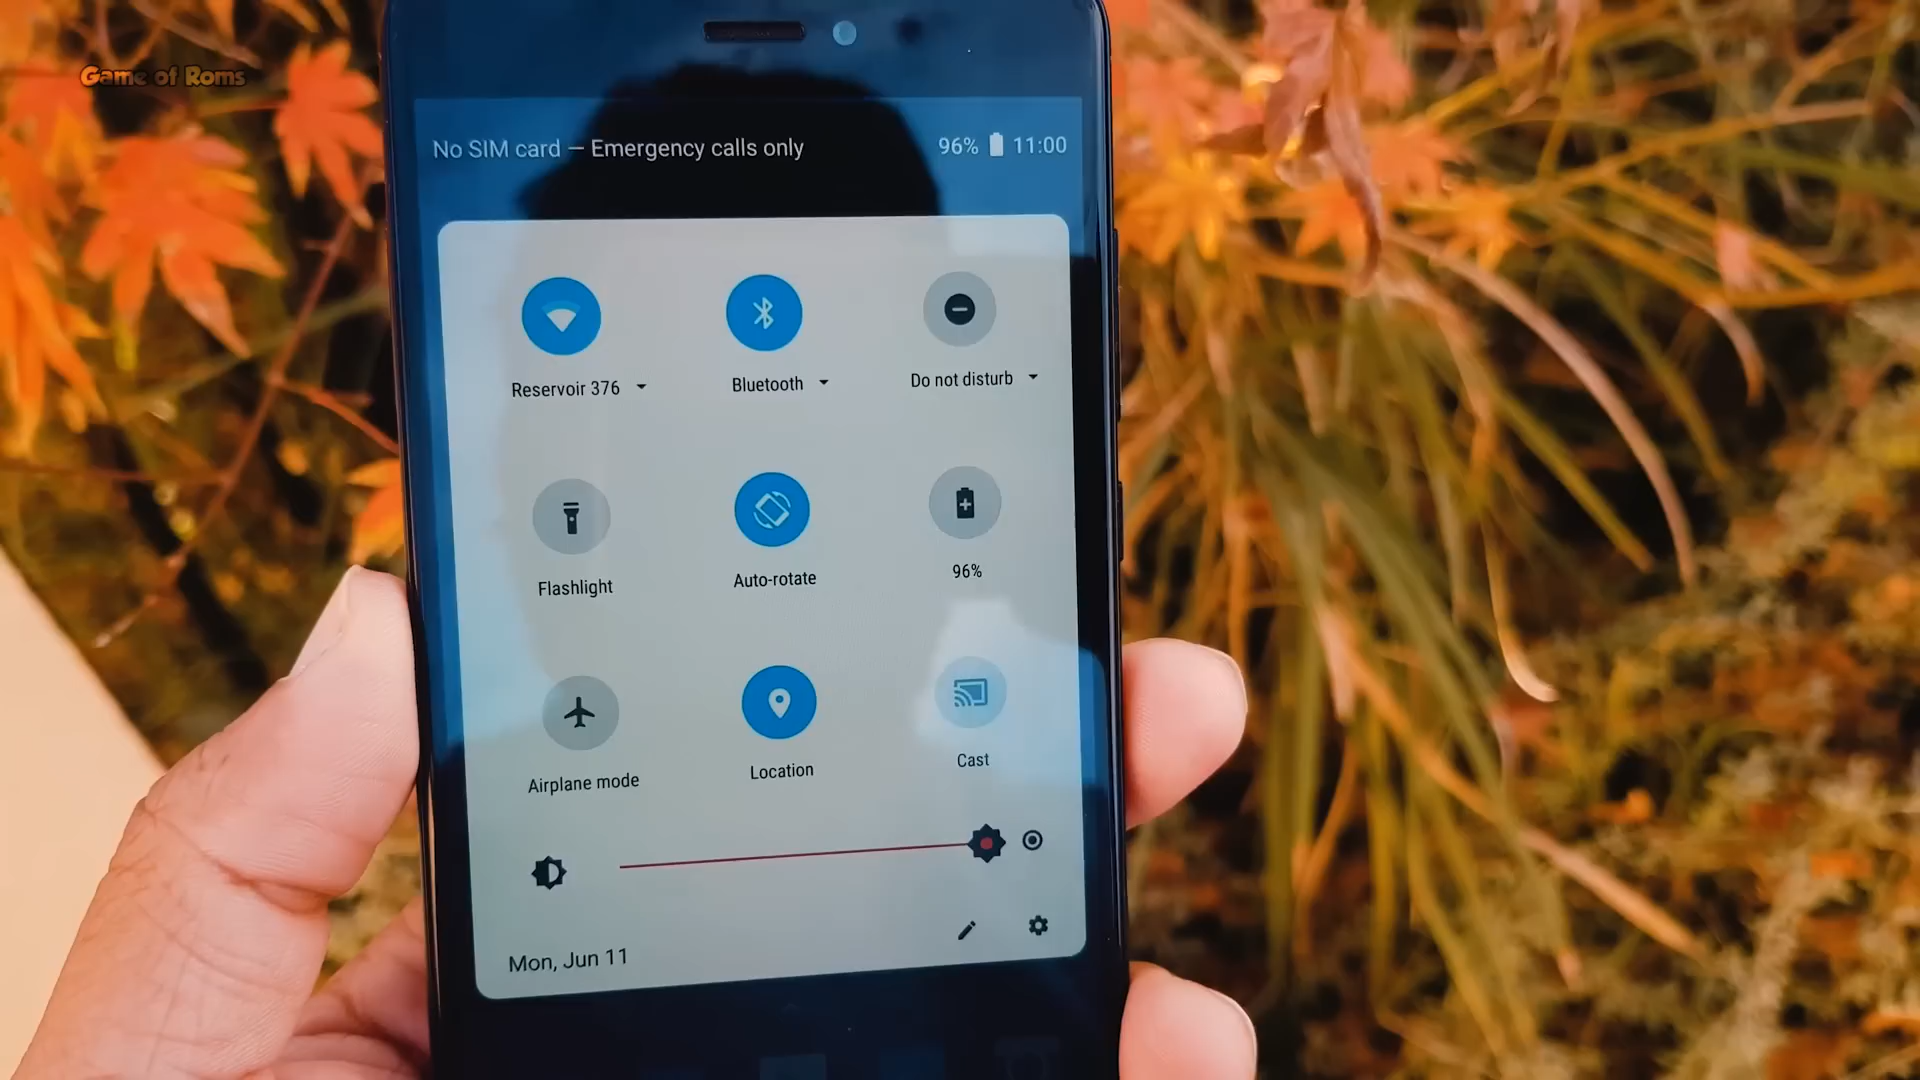 Game of Roms
No SIM card — Emergency calls only
96% 11:00
Reservoir 376
Bluetooth
Do not disturb
Flashlight
Auto-rotate
96%
Airplane mode
Location
Cast
Mon, Jun 11